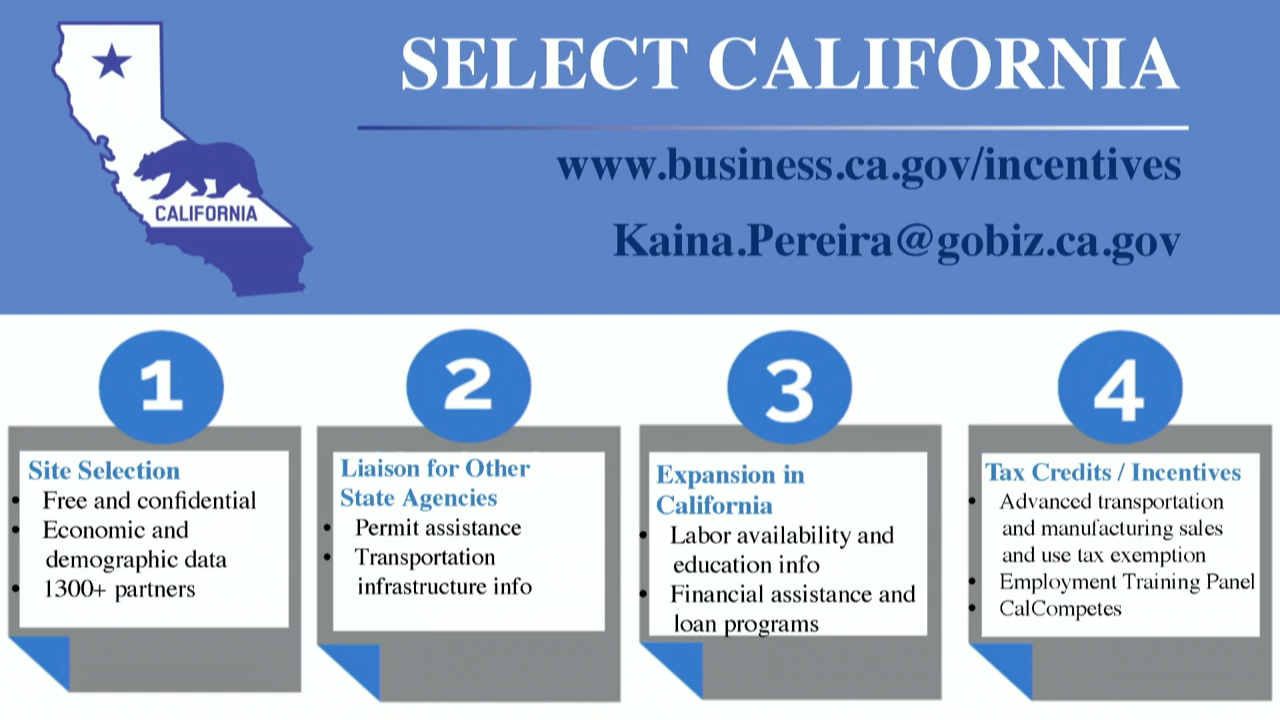 SELECT CALIFORNIA
www.business.ca.gov/incentives
Kaina.Pereira@gobiz.ca.gov
CALIFORNIA
1
Site Selection
• Free and confidential
• Economic and
demographic data
• 1300+ partners
2
Liaison for Other
State Agencies
• Permit assistance
• Transportation
infrastructure info
3
Expansion in
California
• Labor availability and
education info
• Financial assistance and
loan programs
4
Tax Credits / Incentives
• Advanced transportation
and manufacturing sales
and use tax exemption
• Employment Training Panel
• CalCompetes